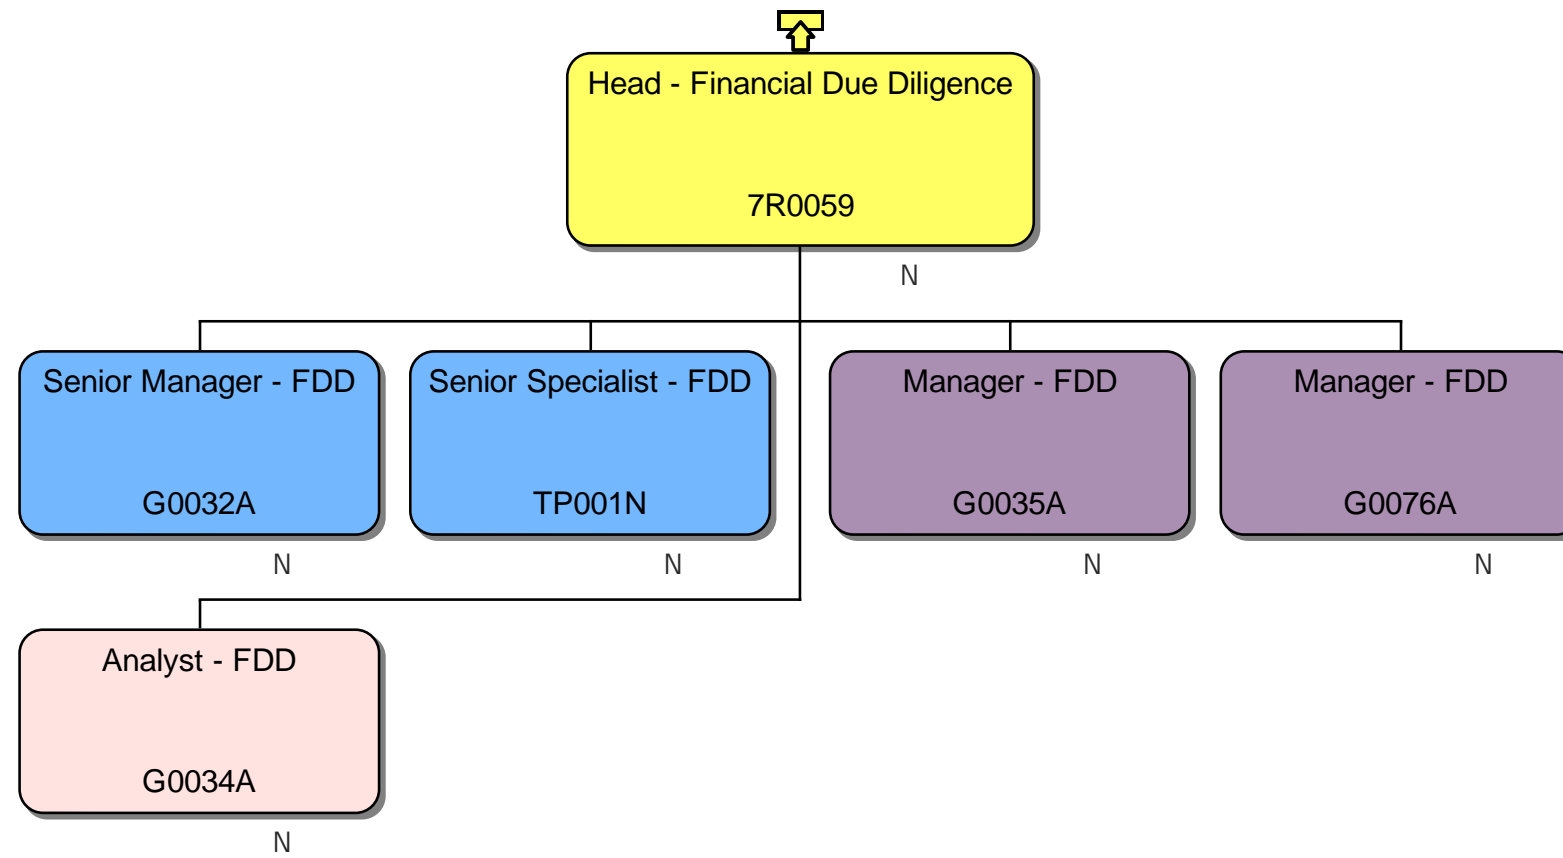 Head - Financial Due Diligence
7R0059
N
Senior Manager - FDD
G0032A
N
Senior Specialist - FDD
TP001N
N
Manager - FDD
G0035A
N
Manager - FDD
G0076A
N
Analyst - FDD
G0034A
N